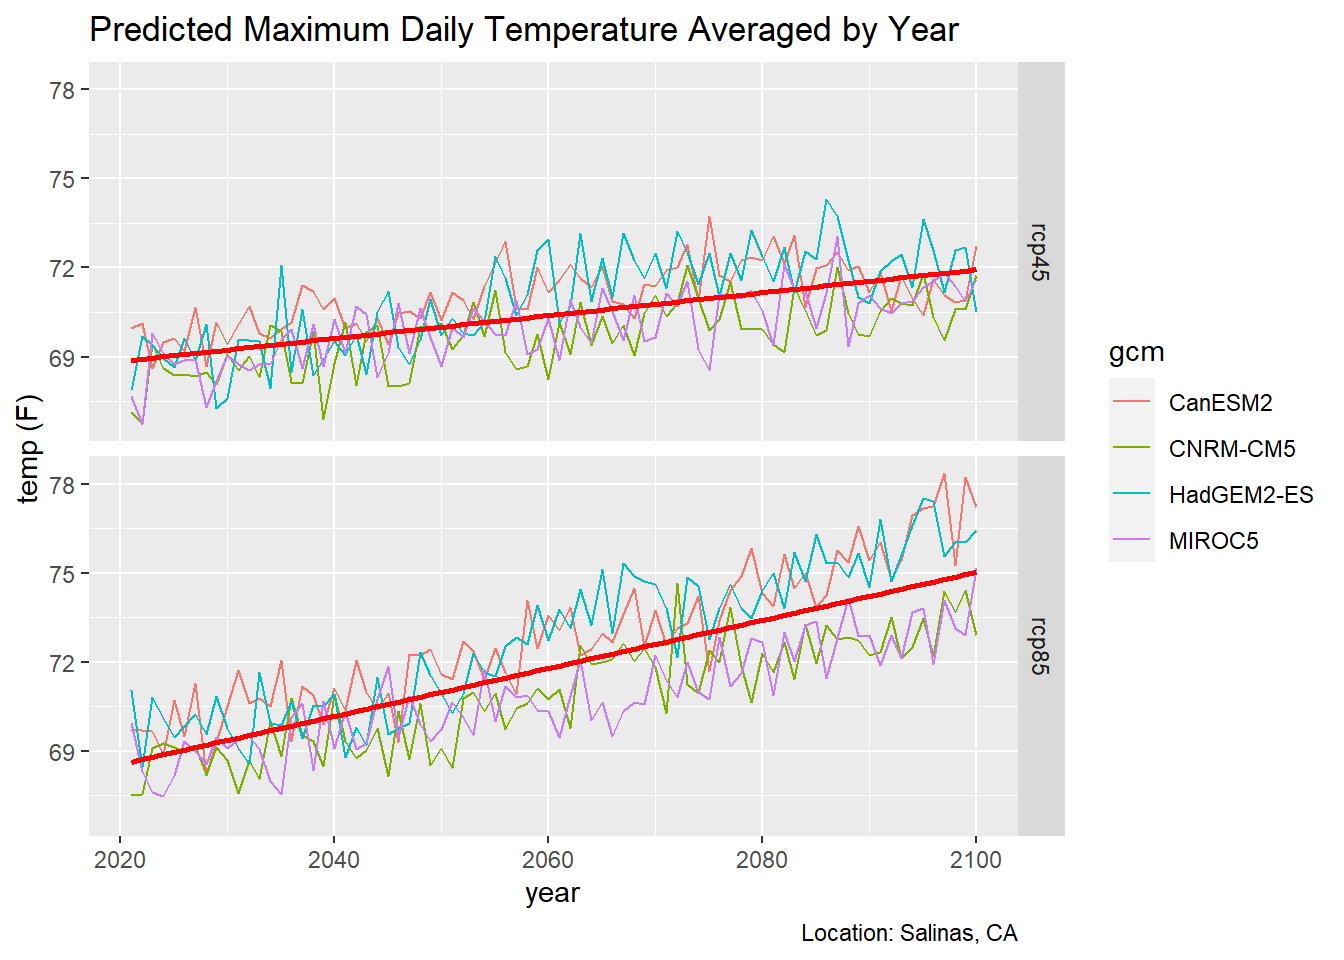 Predicted Maximum Daily Temperature Averaged by Year
78
75
72
69
rcp45
temp (F)
78
75
72
69
rcp85
2020 2040 2060 2080 2100
year
gcm
CanESM2
CNRM-CM5
HadGEM2-ES
MIROC5
Location: Salinas, CA